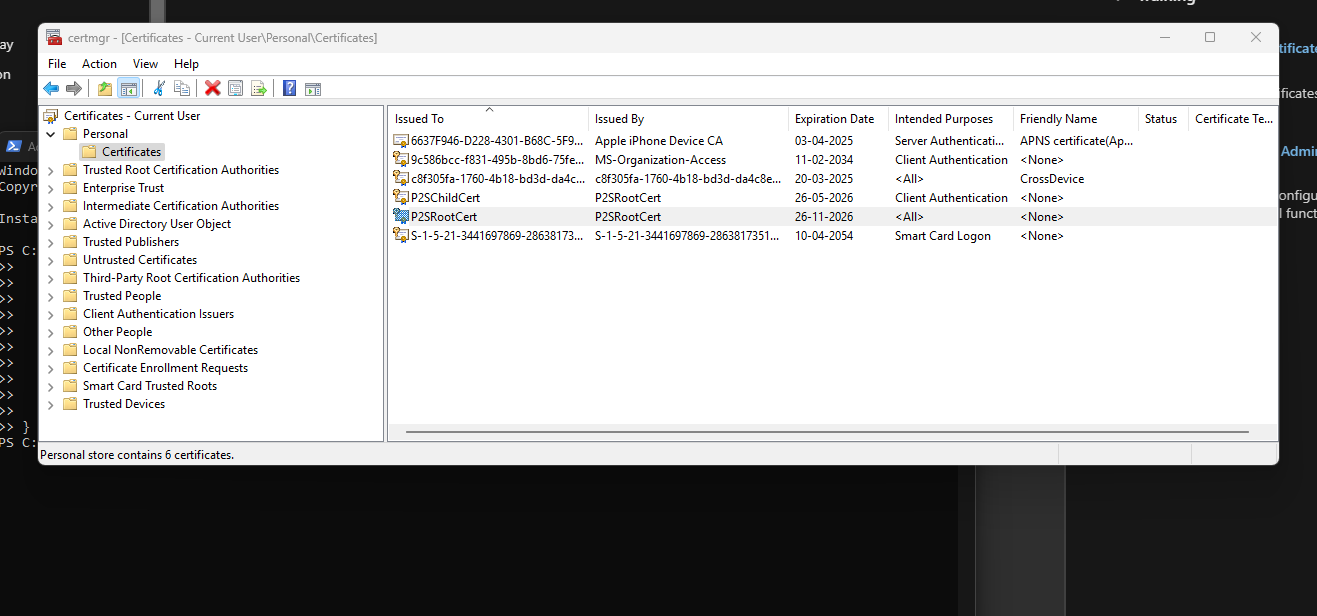 Training
ay
on
certmgr - [Certificates - Current User\Personal\Certificates]
File Action View Help
Certificates - Current User
Personal
Certificates
Trusted Root Certification Authorities
Enterprise Trust
Intermediate Certification Authorities
Active Directory User Object
Trusted Publishers
Untrusted Certificates
Third-Party Root Certification Authorities
Trusted People
Client Authentication Issuers
Other People
Local NonRemovable Certificates
Certificate Enrollment Requests
Smart Card Trusted Roots
Trusted Devices
Issued To Issued By Expiration Date Intended Purposes Friendly Name Status Certificate Te...
6637F946-D228-4301-B68C-5F9... Apple iPhone Device CA 03-04-2025 Server Authenticati... APNS certificate(Ap...
9c586bcc-f831-495b-8bd6-75fe... MS-Organization-Access 11-02-2034 Client Authentication <None>
c8f305fa-1760-4b18-bd3d-da4c... c8f305fa-1760-4b18-bd3d-da4c8e... 20-03-2025 <All> CrossDevice
P2SChildCert P2SRootCert 26-05-2026 Client Authentication <None>
P2SRootCert P2SRootCert 26-11-2026 <All> <None>
S-1-5-21-3441697869-28638173... S-1-5-21-3441697869-2863817351... 10-04-2054 Smart Card Logon <None>
Personal store contains 6 certificates.
A
Windo
Copyr
Insta
PS C:
>>
>>
>>
>>
>>
>>
>>
>>
>>
>>
>> }
PS C:
tificate
ificates
Admin
onfigu
l funct